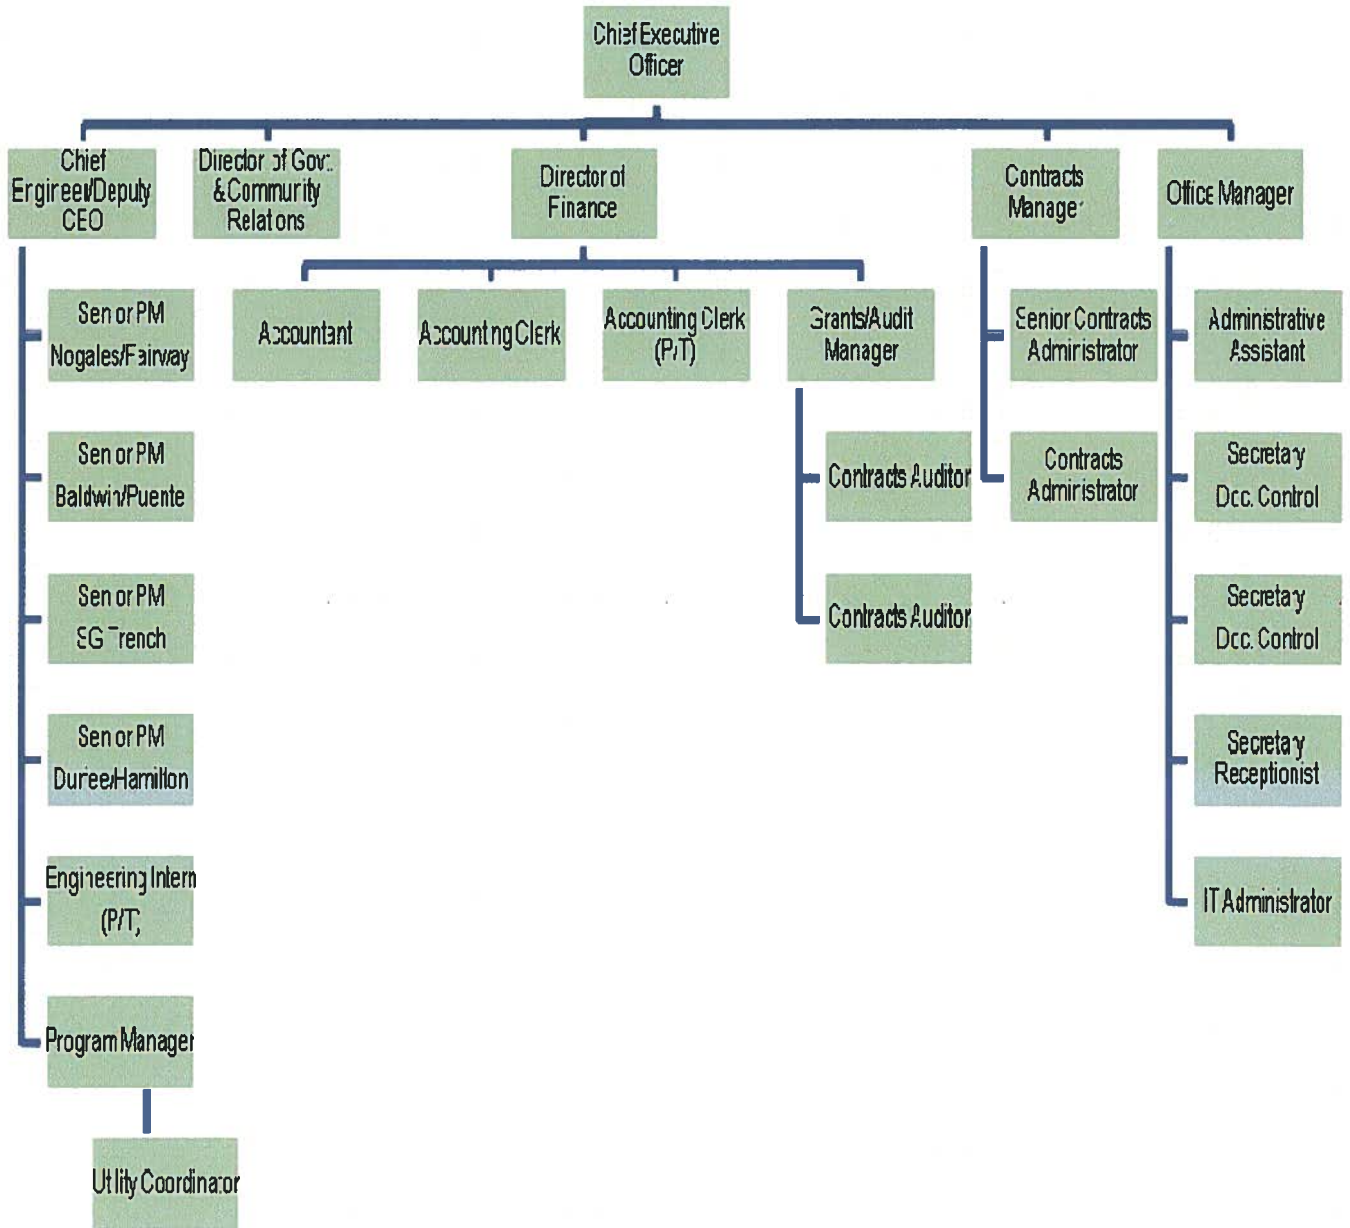 Chief Executive
Officer
Chief
Engineer/Deputy
CEO
Director of Govt.
& Community
Relations
Director of
Finance
Contracts
Manager
Office Manager
Senior PM
Nogales/Fairway
Accountant
Accounting Clerk
Accounting Clerk
(P/T)
Grants/Audit
Manager
Senior Contracts
Administrator
Administrative
Assistant
Senior PM
Baldwin/Puente
Contracts Auditor
Contracts
Administrator
Secretary
Doc. Control
Senior PM
SG Trench
Contracts Auditor
Secretary
Doc. Control
Senior PM
Durfee/Hamilton
Secretary
Receptionist
Engineering Intern
(P/T)
IT Administrator
Program Manager
Utility Coordinator